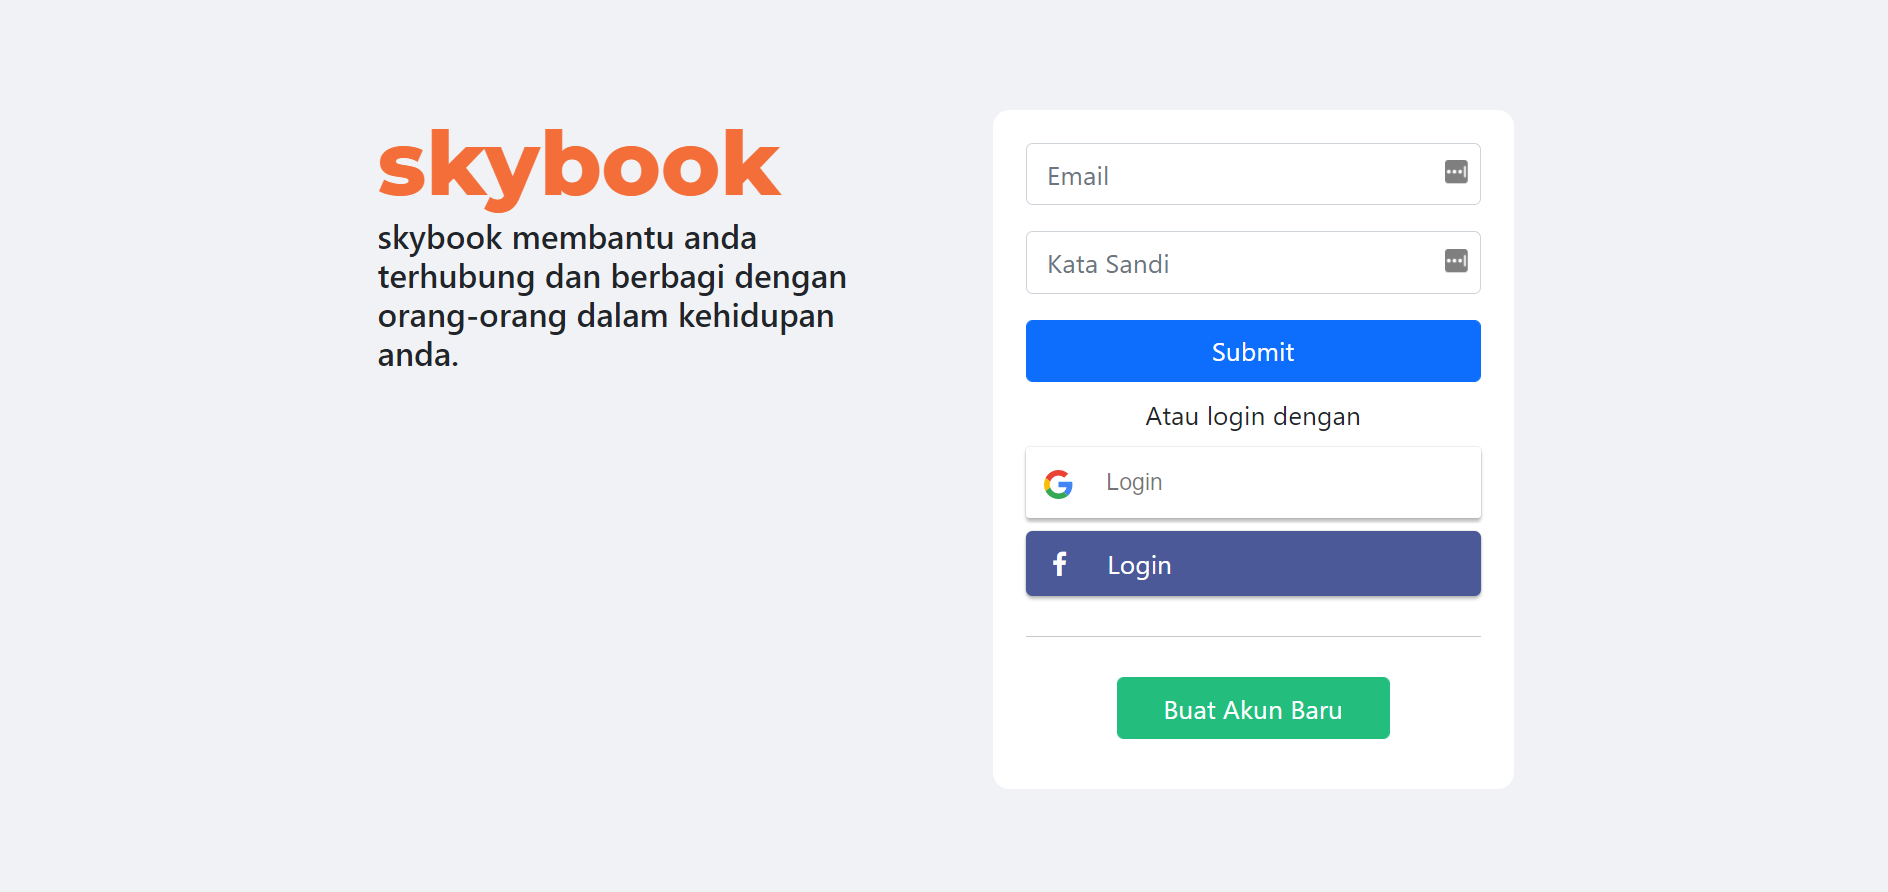 skybook
skybook membantu anda
terhubung dan berbagi dengan
orang-orang dalam kehidupan
anda.
Email
Kata Sandi
Submit
Atau login dengan
Login
Login
Buat Akun Baru